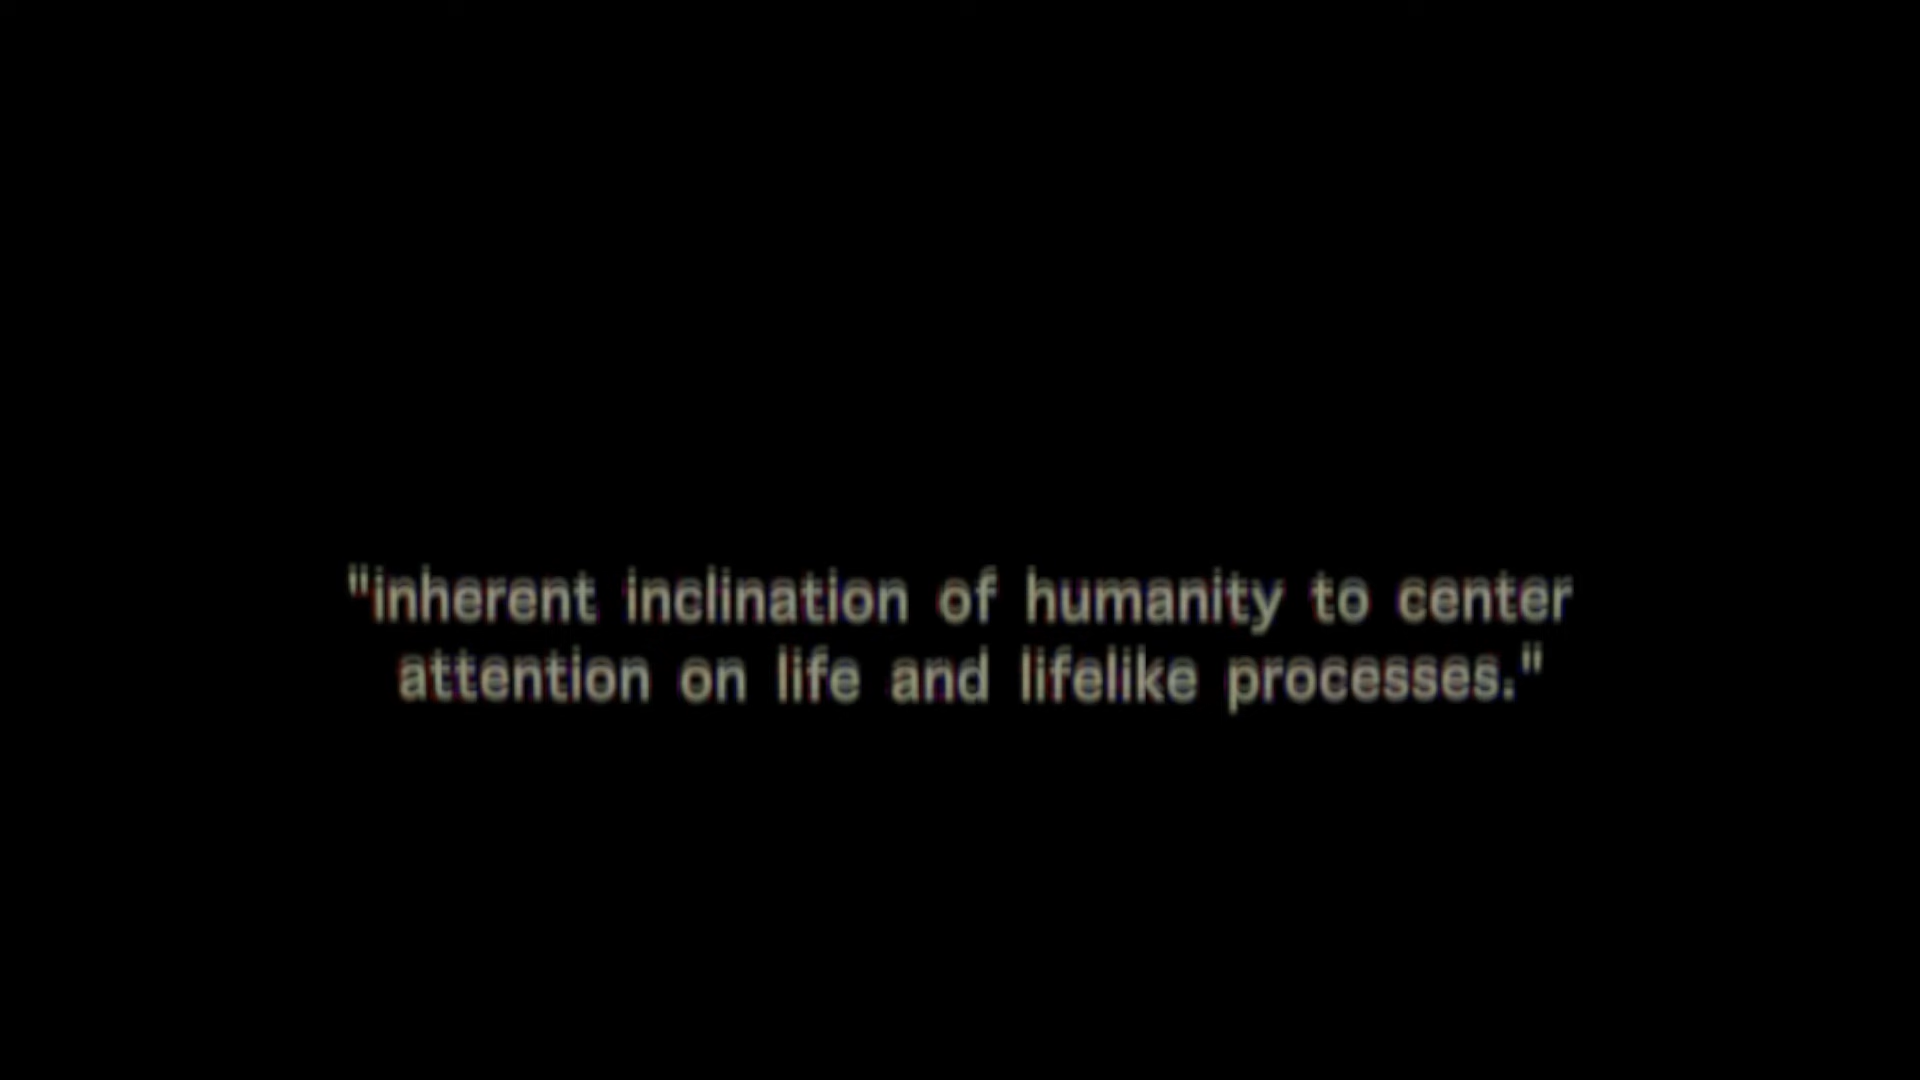 "inherent inclination of humanity to center
attention on life and lifelike processes."